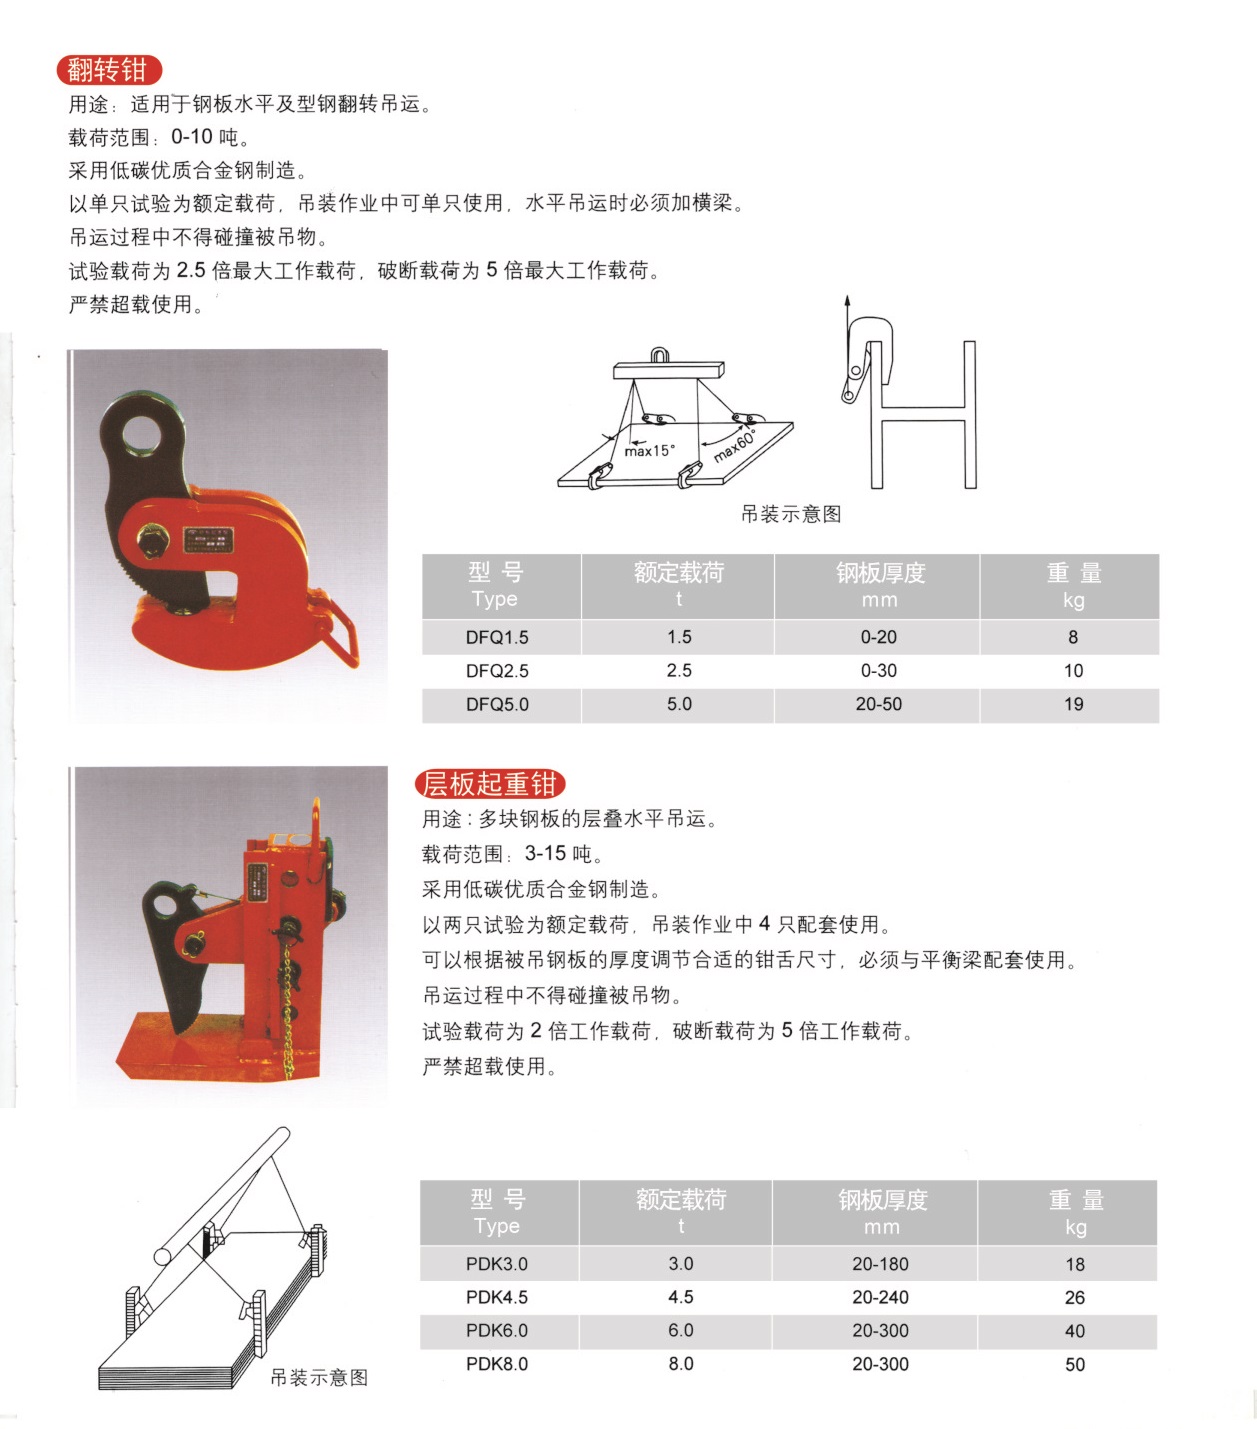 翻转钳
用途：适用于钢板水平及型钢翻转吊运。
载荷范围：0-10 吨。
采用低碳优质合金钢制造。
以单只试验为额定载荷，吊装作业中可单只使用，水平吊运时必须加横梁。
吊运过程中不得碰撞被吊物。
试验载荷为 2.5 倍最大工作载荷，破断载荷为 5 倍最大工作载荷。
严禁超载使用。
max15°
max60°
吊装示意图
型 号 额定载荷 钢板厚度 重 量
Type t mm kg
DFQ1.5 1.5 0-20 8
DFQ2.5 2.5 0-30 10
DFQ5.0 5.0 20-50 19
层板起重钳
用途：多块钢板的层叠水平吊运。
载荷范围：3-15 吨。
采用低碳优质合金钢制造。
以两只试验为额定载荷，吊装作业中 4 只配套使用。
可以根据被吊钢板的厚度调节合适的钳舌尺寸，必须与平衡梁配套使用。
吊运过程中不得碰撞被吊物。
试验载荷为 2 倍工作载荷，破断载荷为 5 倍工作载荷。
严禁超载使用。
吊装示意图
型 号 额定载荷 钢板厚度 重 量
Type t mm kg
PDK3.0 3.0 20-180 18
PDK4.5 4.5 20-240 26
PDK6.0 6.0 20-300 40
PDK8.0 8.0 20-300 50